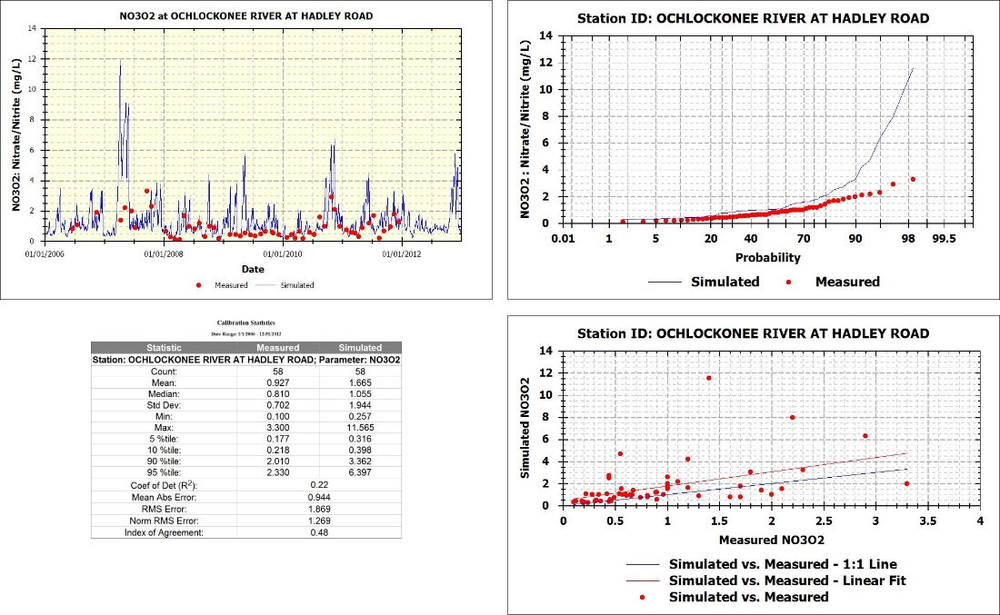 NO3O2 at OCHLOCKONEE RIVER AT HADLEY ROAD
NO3O2: Nitrate/Nitrite (mg/L)
14
12
10
8
6
4
2
0
01/01/2006 01/01/2008 01/01/2010 01/01/2012
Date
Measured Simulated
Station ID: OCHLOCKONEE RIVER AT HADLEY ROAD
NO3O2 : Nitrate/ Nitrite (mg/L)
14
12
10
8
6
4
2
0
0.01 1 5 20 40 70 90 98 99.5
Probability
Simulated Measured
Calibration Statistics
Date Range: 1/1/2006 - 12/31/2012
Statistic Measured Simulated
Station: OCHLOCKONEE RIVER AT HADLEY ROAD; Parameter: NO3O2
Count: 58 58
Mean: 0.927 1.665
Median: 0.810 1.055
Std Dev: 0.702 1.944
Min: 0.100 0.257
Max: 3.300 11.565
5 %tile: 0.177 0.316
10 %tile: 0.218 0.398
90 %tile: 2.010 3.362
95 %tile: 2.330 6.397
Coef of Det (R²): 0.22
Mean Abs Error: 0.944
RMS Error: 1.869
Norm RMS Error: 1.269
Index of Agreement: 0.48
Station ID: OCHLOCKONEE RIVER AT HADLEY ROAD
Simulated NO3O2
14
12
10
8
6
4
2
0
0 0.5 1 1.5 2 2.5 3 3.5 4
Measured NO3O2
Simulated vs. Measured - 1:1 Line
Simulated vs. Measured - Linear Fit
Simulated vs. Measured